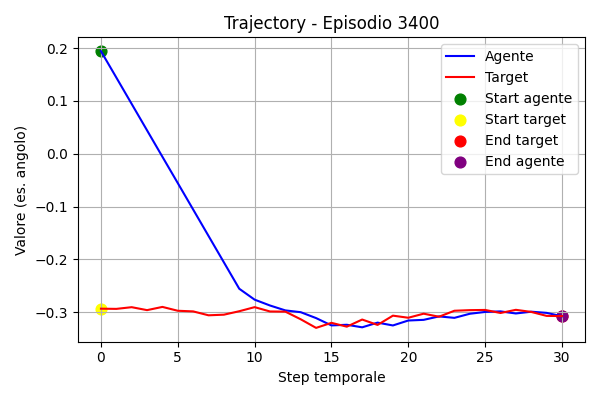 Trajectory - Episodio 3400
Agente
Target
Start agente
Start target
End target
End agente
Valore (es. angolo)
0.2
0.1
0.0
−0.1
−0.2
−0.3
0 5 10 15 20 25 30
Step temporale